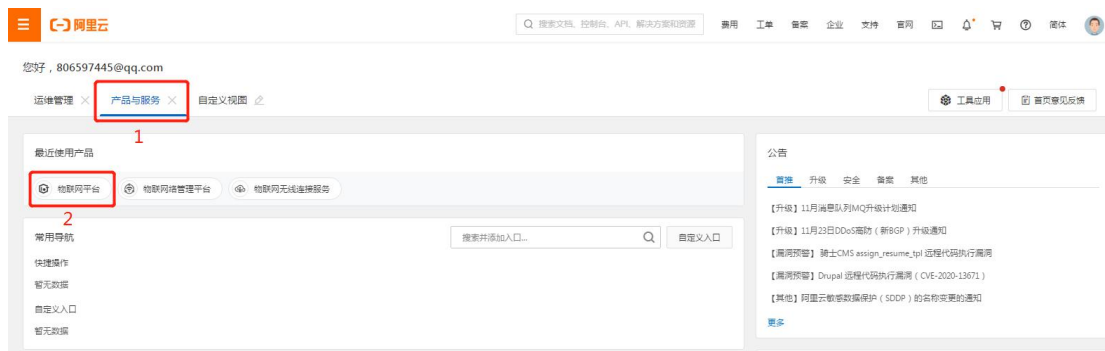 阿里云
搜索文档、控制台、API、解决方案和资源
费用 工单 备案 企业 支持 官网 简体
您好，806597445@qq.com
运维管理 产品与服务 自定义视图
工具应用 首页意见反馈
1
最近使用产品
物联网平台 物联网络管理平台 物联网无线连接服务
2
常用导航
搜索并添加入口... 自定义入口
快捷操作
暂无数据
自定义入口
暂无数据
公告
首推 升级 安全 备案 其他
【升级】11月消息队列MQ升级计划通知
【升级】11月23日DDoS高防（新BGP）升级通知
【漏洞预警】骑士CMS assign_resume_tpl 远程代码执行漏洞
【漏洞预警】Drupal 远程代码执行漏洞（CVE-2020-13671）
【其他】阿里云敏感数据保护（SDDP）的名称变更的通知
更多